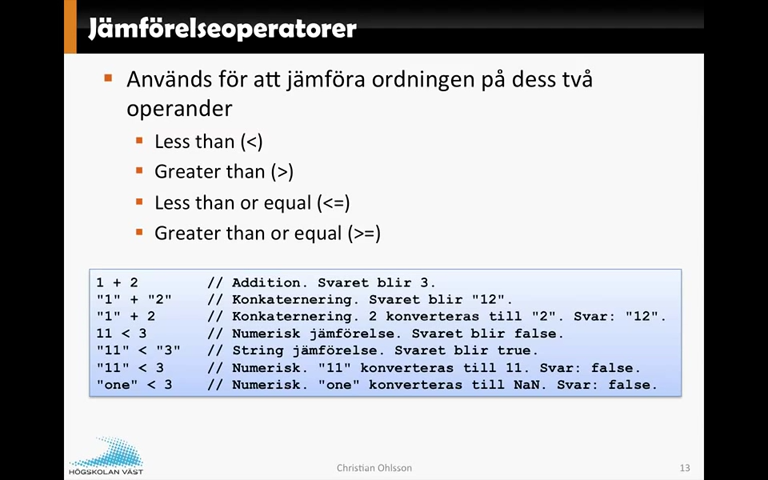 Jämförelseoperatorer
Används för att jämföra ordningen på dess två
operander
Less than (<)
Greater than (>)
Less than or equal (<=)
Greater than or equal (>=)
1 + 2 // Addition. Svaret blir 3.
"1" + "2" // Konkaternering. Svaret blir "12".
"1" + 2 // Konkaternering. 2 konverteras till "2". Svar: "12".
11 < 3 // Numerisk jämförelse. Svaret blir false.
"11" < "3" // String jämförelse. Svaret blir true.
"11" < 3 // Numerisk. "11" konverteras till 11. Svar: false.
"one" < 3 // Numerisk. "one" konverteras till NaN. Svar: false.
HÖGSKOLAN VÄST
Christian Ohlsson
13